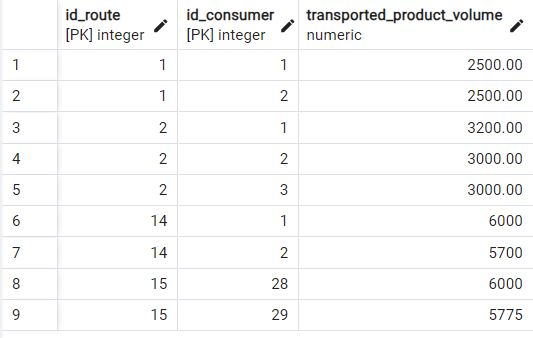 id_route id_consumer transported_product_volume
[PK] integer [PK] integer numeric
1 1 1 2500.00
2 1 2 2500.00
3 2 1 3200.00
4 2 2 3000.00
5 2 3 3000.00
6 14 1 6000
7 14 2 5700
8 15 28 6000
9 15 29 5775